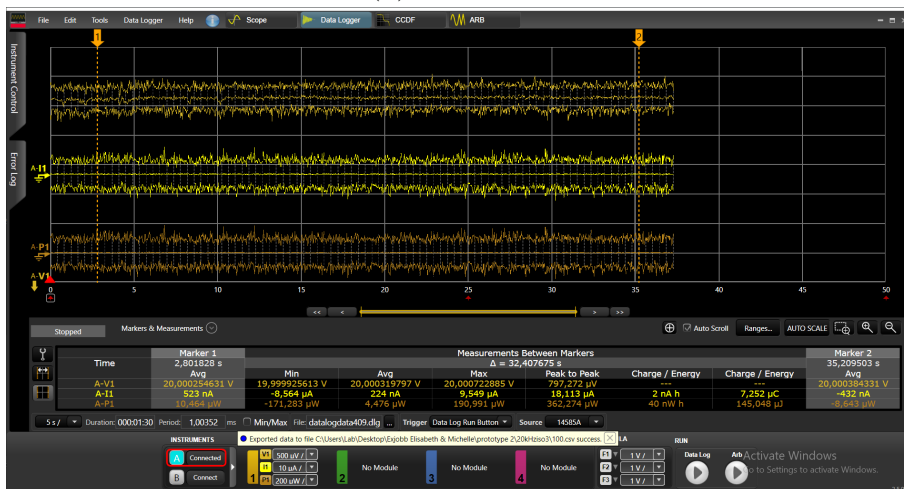 File Edit Tools Data Logger Help Scope Data Logger CCDF ARB
Instrument Control
Error Log
1 2
A-I1
A-P1
A-V1
0 5 10 15 20 25 30 35 40 45 50
<< < > >>
Stopped Markers & Measurements Auto Scroll Ranges... AUTO SCALE
Marker 1 Measurements Between Markers Marker 2
Time 2,801828 s Δ = 32,407675 s 35,209503 s
Avg Min Avg Max Peak to Peak Charge / Energy Charge / Energy Avg
A-V1 20,000254631 V 19,999925613 V 20,000319797 V 20,000722885 V 797,272 µV --- --- 20,000384331 V
A-I1 523 nA -8,564 µA 224 nA 9,549 µA 18,113 µA 2 nA h 7,252 µC -432 nA
A-P1 10,464 µW -171,283 µW 4,476 µW 190,991 µW 362,274 µW 40 nW h 145,048 µJ -8,643 µW
5 s / Duration: 000:01:30 Period: 1,00352 ms Min/Max File: datalogdata409.dlg ... Trigger Data Log Run Button Source 14585A
INSTRUMENTS Exported data to file C:\Users\Lab\Desktop\Exjobb Elisabeth & Michelle\prototype 2\20kHziso3\100.csv success. LA RUN
A Connected V1 500 uV / F1 1 V / Data Log Arb Activate Windows
I1 10 µA / No Module No Module No Module F2 1 V / Go to Settings to activate Windows.
B Connect 1 P1 200 uW / 2 3 4 F3 1 V /